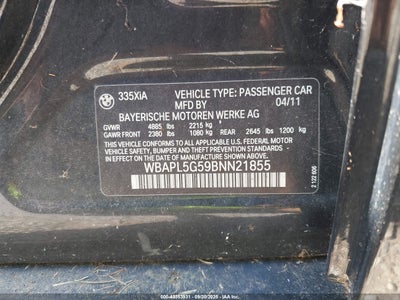 BMW
335XiA VEHICLE TYPE: PASSENGER CAR
MFD BY 04/11
BAYERISCHE MOTOREN WERKE AG
GVWR 4885 lbs 2215 kg
GAWR FRONT 2380 lbs 1080 kg REAR 2645 lbs 1200 kg
THIS VEHICLE CONFORMS TO ALL APPLICABLE FEDERAL
MOTOR VEHICLE SAFETY, BUMPER AND THEFT PREVENTION
STANDARDS IN EFFECT ON THE DATE OF MANUFACTURE
SHOWN ABOVE.
WBAPL5G59BNN21855